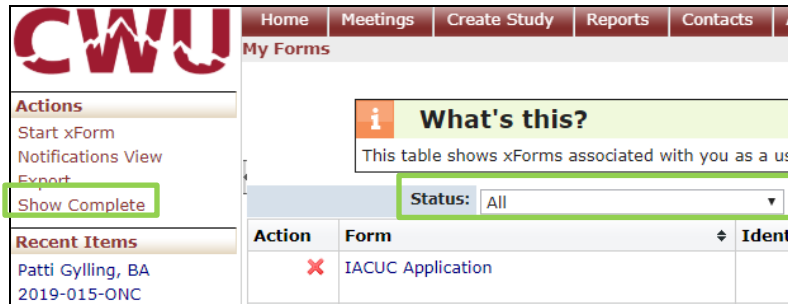 CWU
Home Meetings Create Study Reports Contacts
My Forms
Actions
Start xForm
Notifications View
Export
Show Complete
Recent Items
Patti Gylling, BA
2019-015-ONC
i What's this?
This table shows xForms associated with you as a us
Status: All
Action Form Ident
IACUC Application